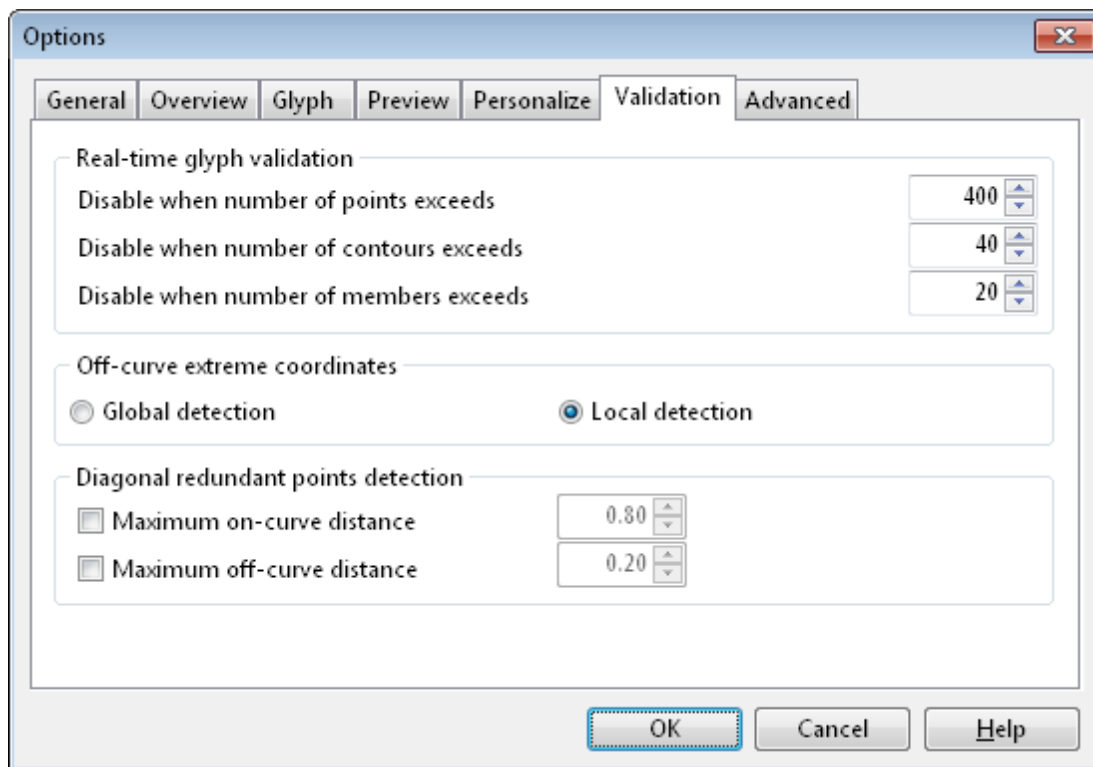 Options
General Overview Glyph Preview Personalize Validation Advanced
Real-time glyph validation
Disable when number of points exceeds 400
Disable when number of contours exceeds 40
Disable when number of members exceeds 20
Off-curve extreme coordinates
Global detection Local detection
Diagonal redundant points detection
Maximum on-curve distance 0.80
Maximum off-curve distance 0.20
OK Cancel Help